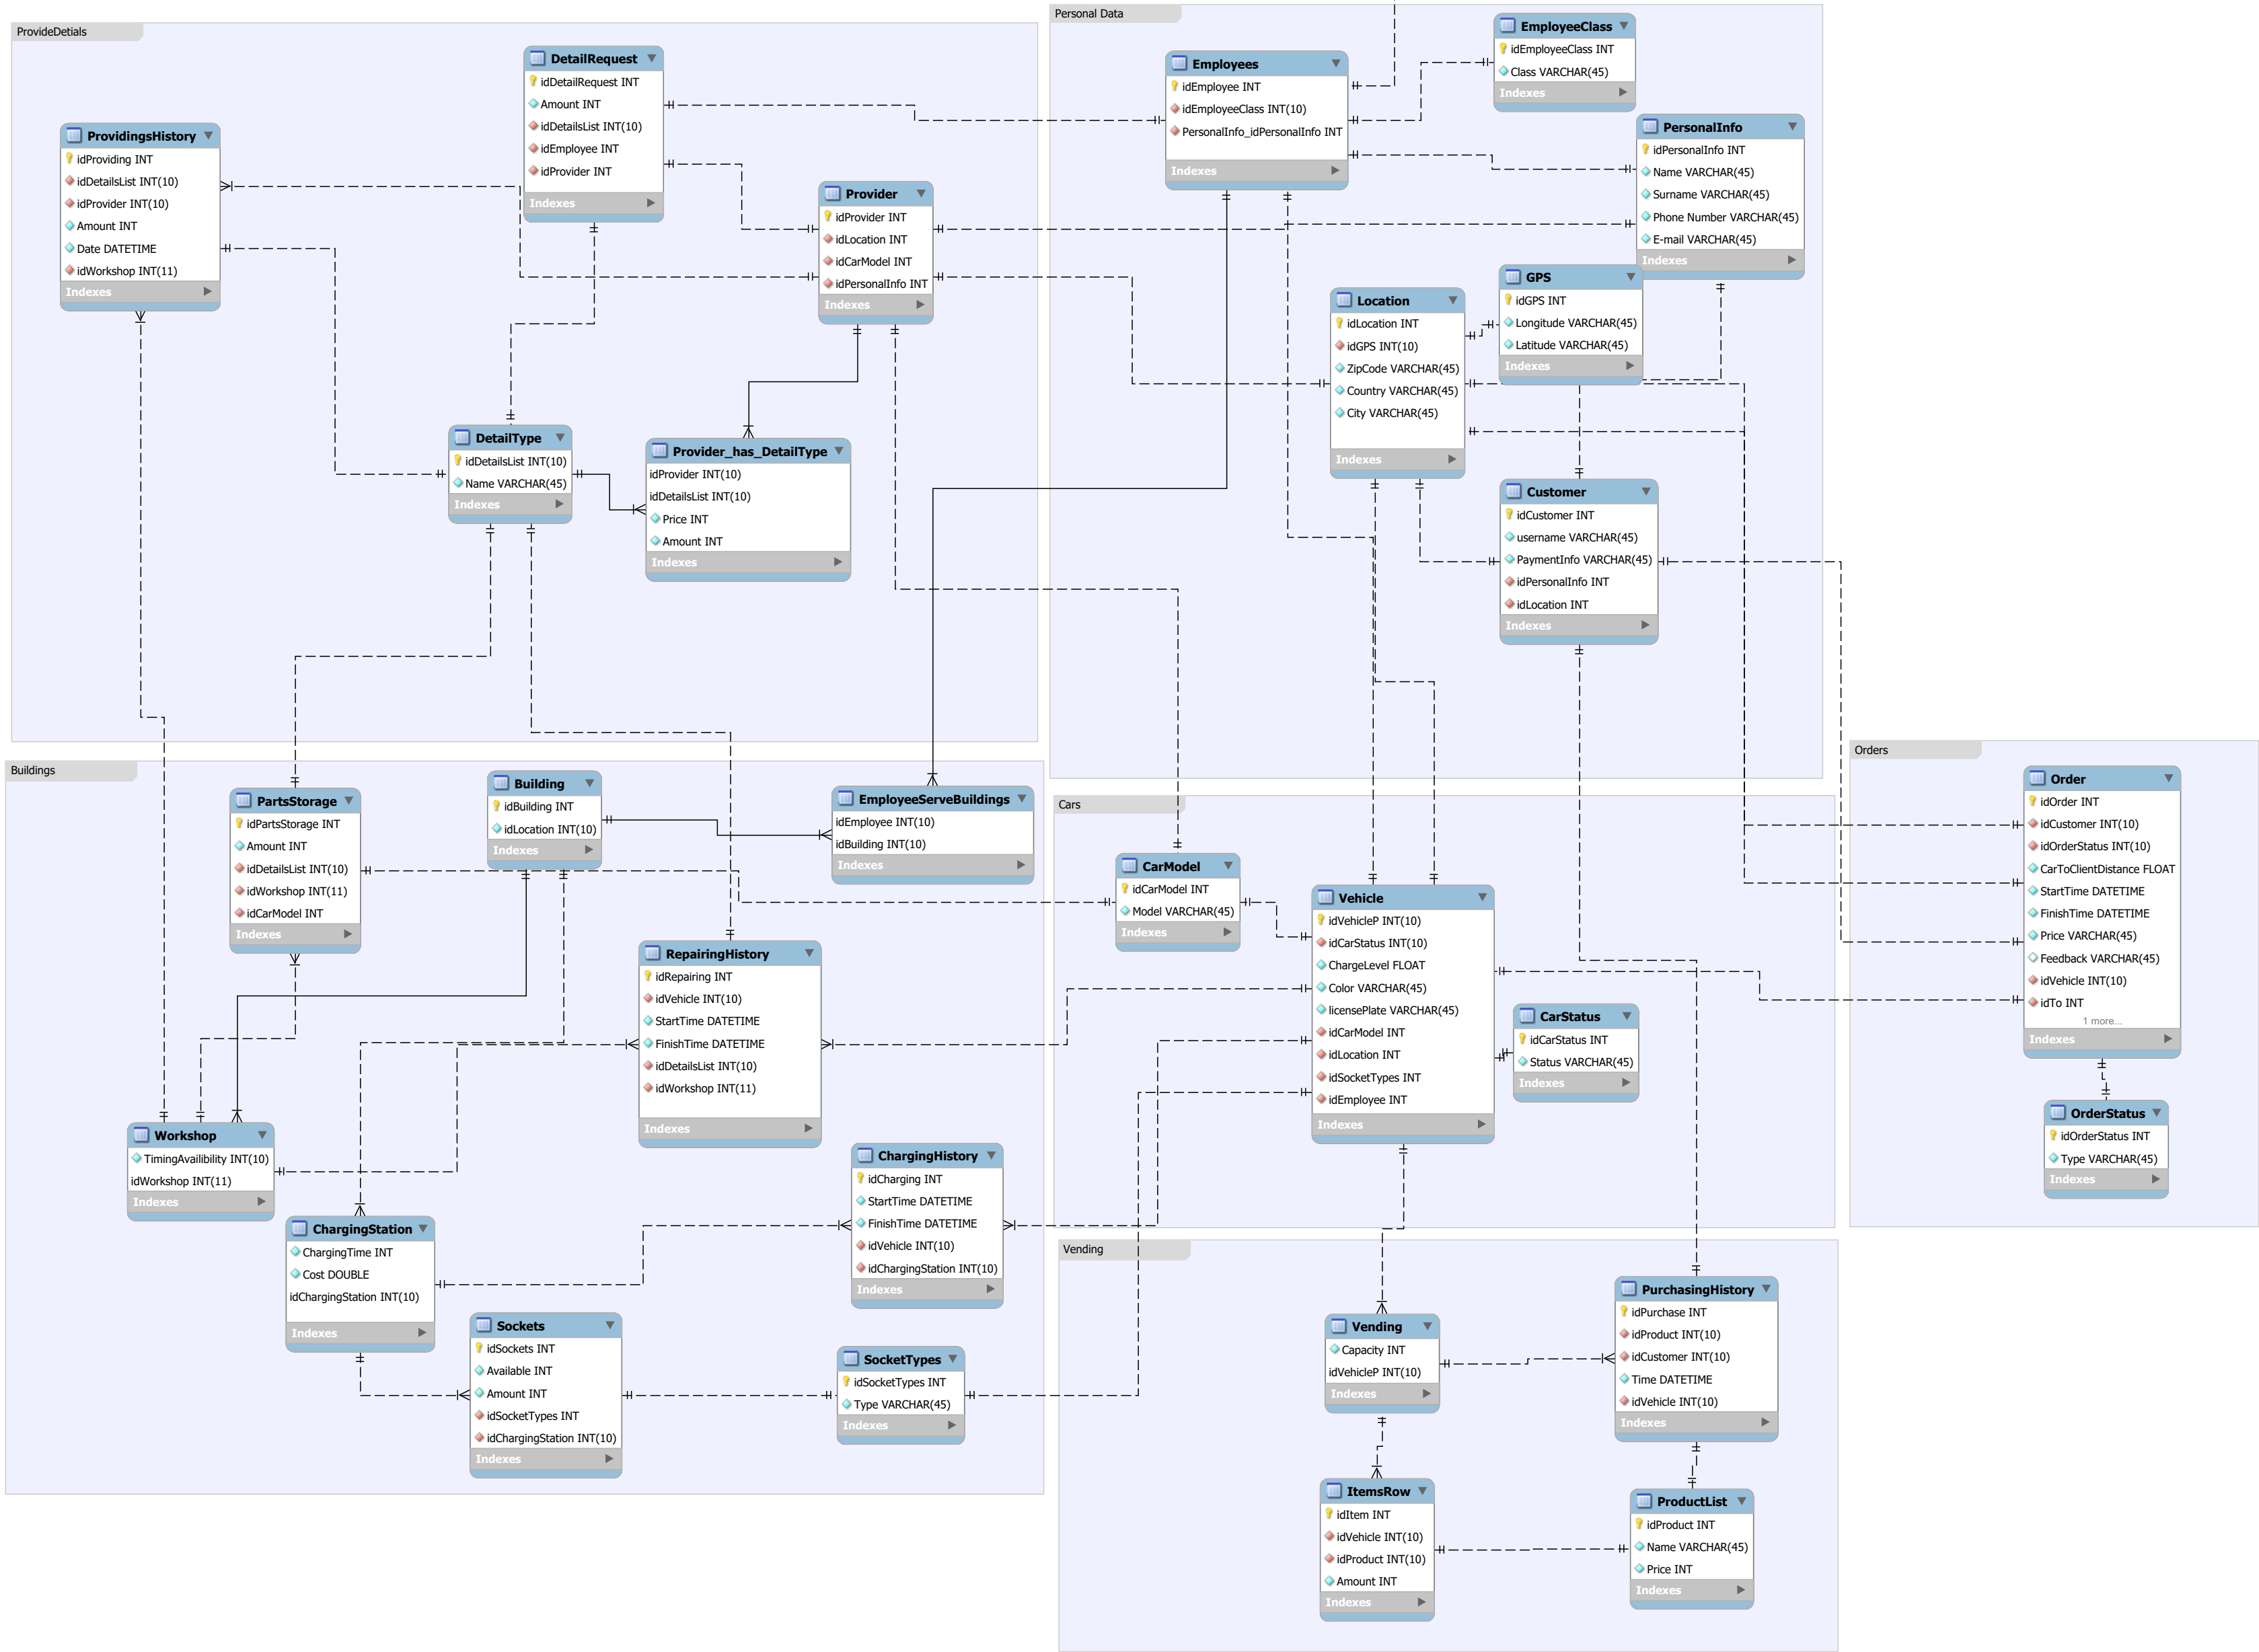 ProvideDetials
DetailRequest
idDetailRequest INT
Amount INT
idDetailsList INT(10)
idEmployee INT
idProvider INT
Indexes
ProvidingsHistory
idProviding INT
idDetailsList INT(10)
idProvider INT(10)
Amount INT
Date DATETIME
idWorkshop INT(11)
Indexes
Provider
idProvider INT
idLocation INT
idCarModel INT
idPersonalInfo INT
Indexes
DetailType
idDetailsList INT(10)
Name VARCHAR(45)
Indexes
Provider_has_DetailType
idProvider INT(10)
idDetailsList INT(10)
Price INT
Amount INT
Indexes
Personal Data
EmployeeClass
idEmployeeClass INT
Class VARCHAR(45)
Indexes
Employees
idEmployee INT
idEmployeeClass INT(10)
PersonalInfo_idPersonalInfo INT
Indexes
PersonalInfo
idPersonalInfo INT
Name VARCHAR(45)
Surname VARCHAR(45)
Phone Number VARCHAR(45)
E-mail VARCHAR(45)
Indexes
GPS
idGPS INT
Longitude VARCHAR(45)
Latitude VARCHAR(45)
Indexes
Location
idLocation INT
idGPS INT(10)
ZipCode VARCHAR(45)
Country VARCHAR(45)
City VARCHAR(45)
Indexes
Customer
idCustomer INT
username VARCHAR(45)
PaymentInfo VARCHAR(45)
idPersonalInfo INT
idLocation INT
Indexes
Buildings
PartsStorage
idPartsStorage INT
Amount INT
idDetailsList INT(10)
idWorkshop INT(11)
idCarModel INT
Indexes
Building
idBuilding INT
idLocation INT(10)
Indexes
EmployeeServeBuildings
idEmployee INT(10)
idBuilding INT(10)
Indexes
RepairingHistory
idRepairing INT
idVehicle INT(10)
StartTime DATETIME
FinishTime DATETIME
idDetailsList INT(10)
idWorkshop INT(11)
Indexes
Workshop
TimingAvailibility INT(10)
idWorkshop INT(11)
Indexes
ChargingHistory
idCharging INT
StartTime DATETIME
FinishTime DATETIME
idVehicle INT(10)
idChargingStation INT(10)
Indexes
ChargingStation
ChargingTime INT
Cost DOUBLE
idChargingStation INT(10)
Indexes
Sockets
idSockets INT
Available INT
Amount INT
idSocketTypes INT
idChargingStation INT(10)
Indexes
SocketTypes
idSocketTypes INT
Type VARCHAR(45)
Indexes
Cars
CarModel
idCarModel INT
Model VARCHAR(45)
Indexes
Vehicle
idVehicleP INT(10)
idCarStatus INT(10)
ChargeLevel FLOAT
Color VARCHAR(45)
licensePlate VARCHAR(45)
idCarModel INT
idLocation INT
idSocketTypes INT
idEmployee INT
Indexes
CarStatus
idCarStatus INT
Status VARCHAR(45)
Indexes
Orders
Order
idOrder INT
idCustomer INT(10)
idOrderStatus INT(10)
CarToClientDistance FLOAT
StartTime DATETIME
FinishTime DATETIME
Price VARCHAR(45)
Feedback VARCHAR(45)
idVehicle INT(10)
idTo INT
1 more...
Indexes
OrderStatus
idOrderStatus INT
Type VARCHAR(45)
Indexes
Vending
Vending
Capacity INT
idVehicleP INT(10)
Indexes
PurchasingHistory
idPurchase INT
idProduct INT(10)
idCustomer INT(10)
Time DATETIME
idVehicle INT(10)
Indexes
ItemsRow
idItem INT
idVehicle INT(10)
idProduct INT(10)
Amount INT
Indexes
ProductList
idProduct INT
Name VARCHAR(45)
Price INT
Indexes